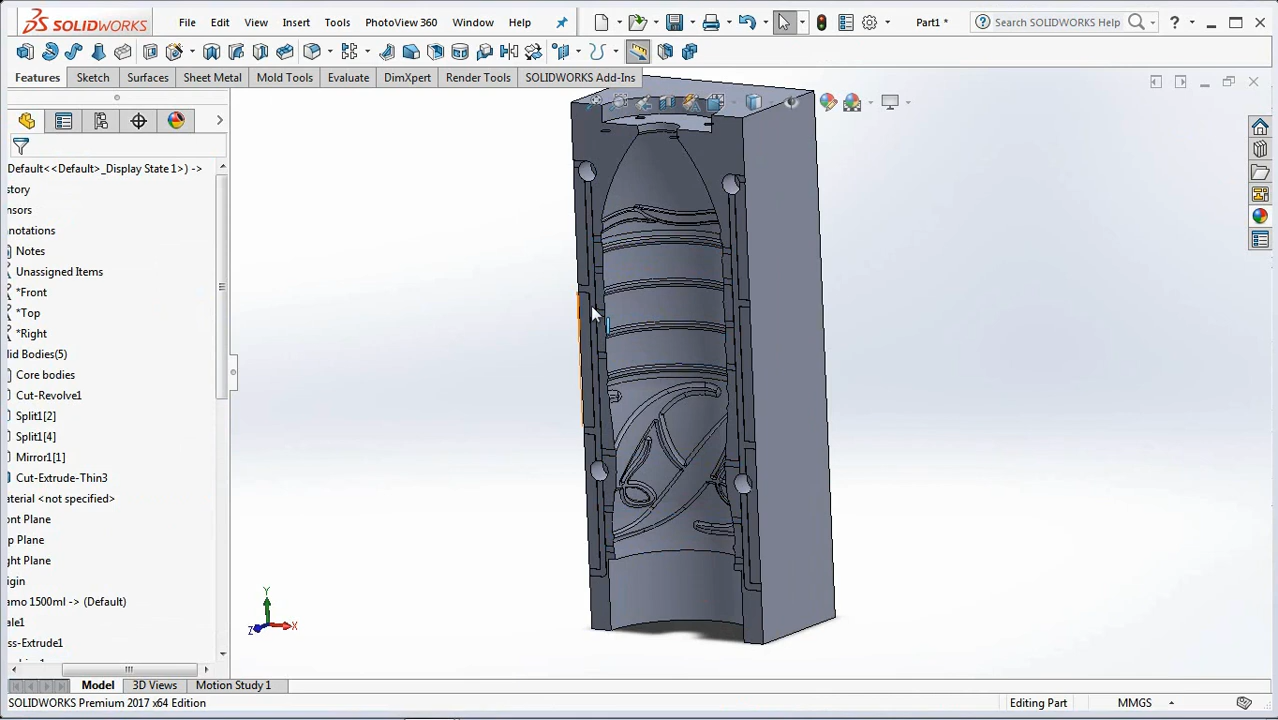 SOLIDWORKS File Edit View Insert Tools PhotoView 360 Window Help Part1 * Search SOLIDWORKS Help ?
Features Sketch Surfaces Sheet Metal Mold Tools Evaluate DimXpert Render Tools SOLIDWORKS Add-Ins
Default<<Default>_Display State 1>) ->
story
nsors
nnotations
Notes
Unassigned Items
*Front
*Top
*Right
lid Bodies(5)
Core bodies
Cut-Revolve1
Split1[2]
Split1[4]
Mirror1[1]
Cut-Extrude-Thin3
aterial <not specified>
ont Plane
p Plane
ght Plane
igin
amo 1500ml -> (Default)
ale1
ss-Extrude1
Y
Z X
Model 3D Views Motion Study 1
SOLIDWORKS Premium 2017 x64 Edition Editing Part MMGS